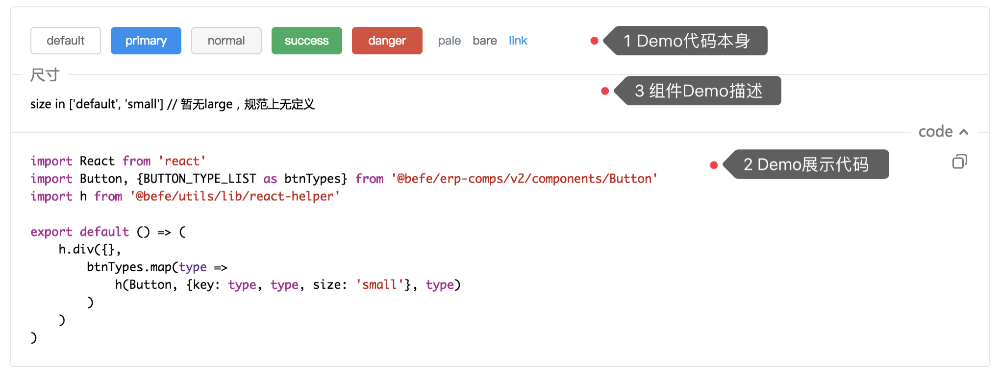 default primary normal success danger pale bare link
1 Demo代码本身
尺寸
3 组件Demo描述
size in ['default', 'small'] // 暂无large，规范上无定义
code
2 Demo展示代码
import React from 'react'
import Button, {BUTTON_TYPE_LIST as btnTypes} from '@befe/erp-comps/v2/components/Button'
import h from '@befe/utils/lib/react-helper'
export default () => (
    h.div({},
        btnTypes.map(type =>
            h(Button, {key: type, type, size: 'small'}, type)
        )
    )
)